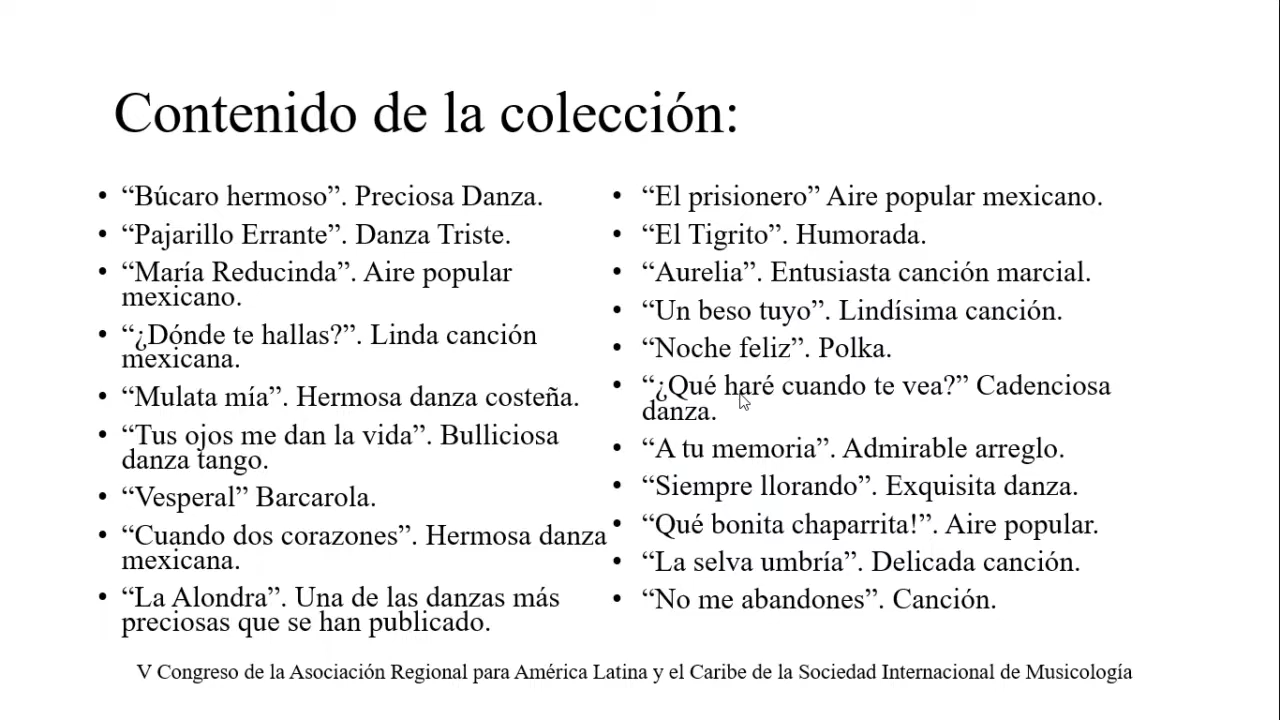 Contenido de la colección:
• “Búcaro hermoso”. Preciosa Danza.
• “Pajarillo Errante”. Danza Triste.
• “María Reducinda”. Aire popular
mexicano.
• “¿Dónde te hallas?”. Linda canción
mexicana.
• “Mulata mía”. Hermosa danza costeña.
• “Tus ojos me dan la vida”. Bulliciosa
danza tango.
• “Vesperal” Barcarola.
• “Cuando dos corazones”. Hermosa danza
mexicana.
• “La Alondra”. Una de las danzas más
preciosas que se han publicado.
• “El prisionero” Aire popular mexicano.
• “El Tigrito”. Humorada.
• “Aurelia”. Entusiasta canción marcial.
• “Un beso tuyo”. Lindísima canción.
• “Noche feliz”. Polka.
• “¿Qué haré cuando te vea?” Cadenciosa
danza.
• “A tu memoria”. Admirable arreglo.
• “Siempre llorando”. Exquisita danza.
• “Qué bonita chaparrita!”. Aire popular.
• “La selva umbría”. Delicada canción.
• “No me abandones”. Canción.
V Congreso de la Asociación Regional para América Latina y el Caribe de la Sociedad Internacional de Musicología